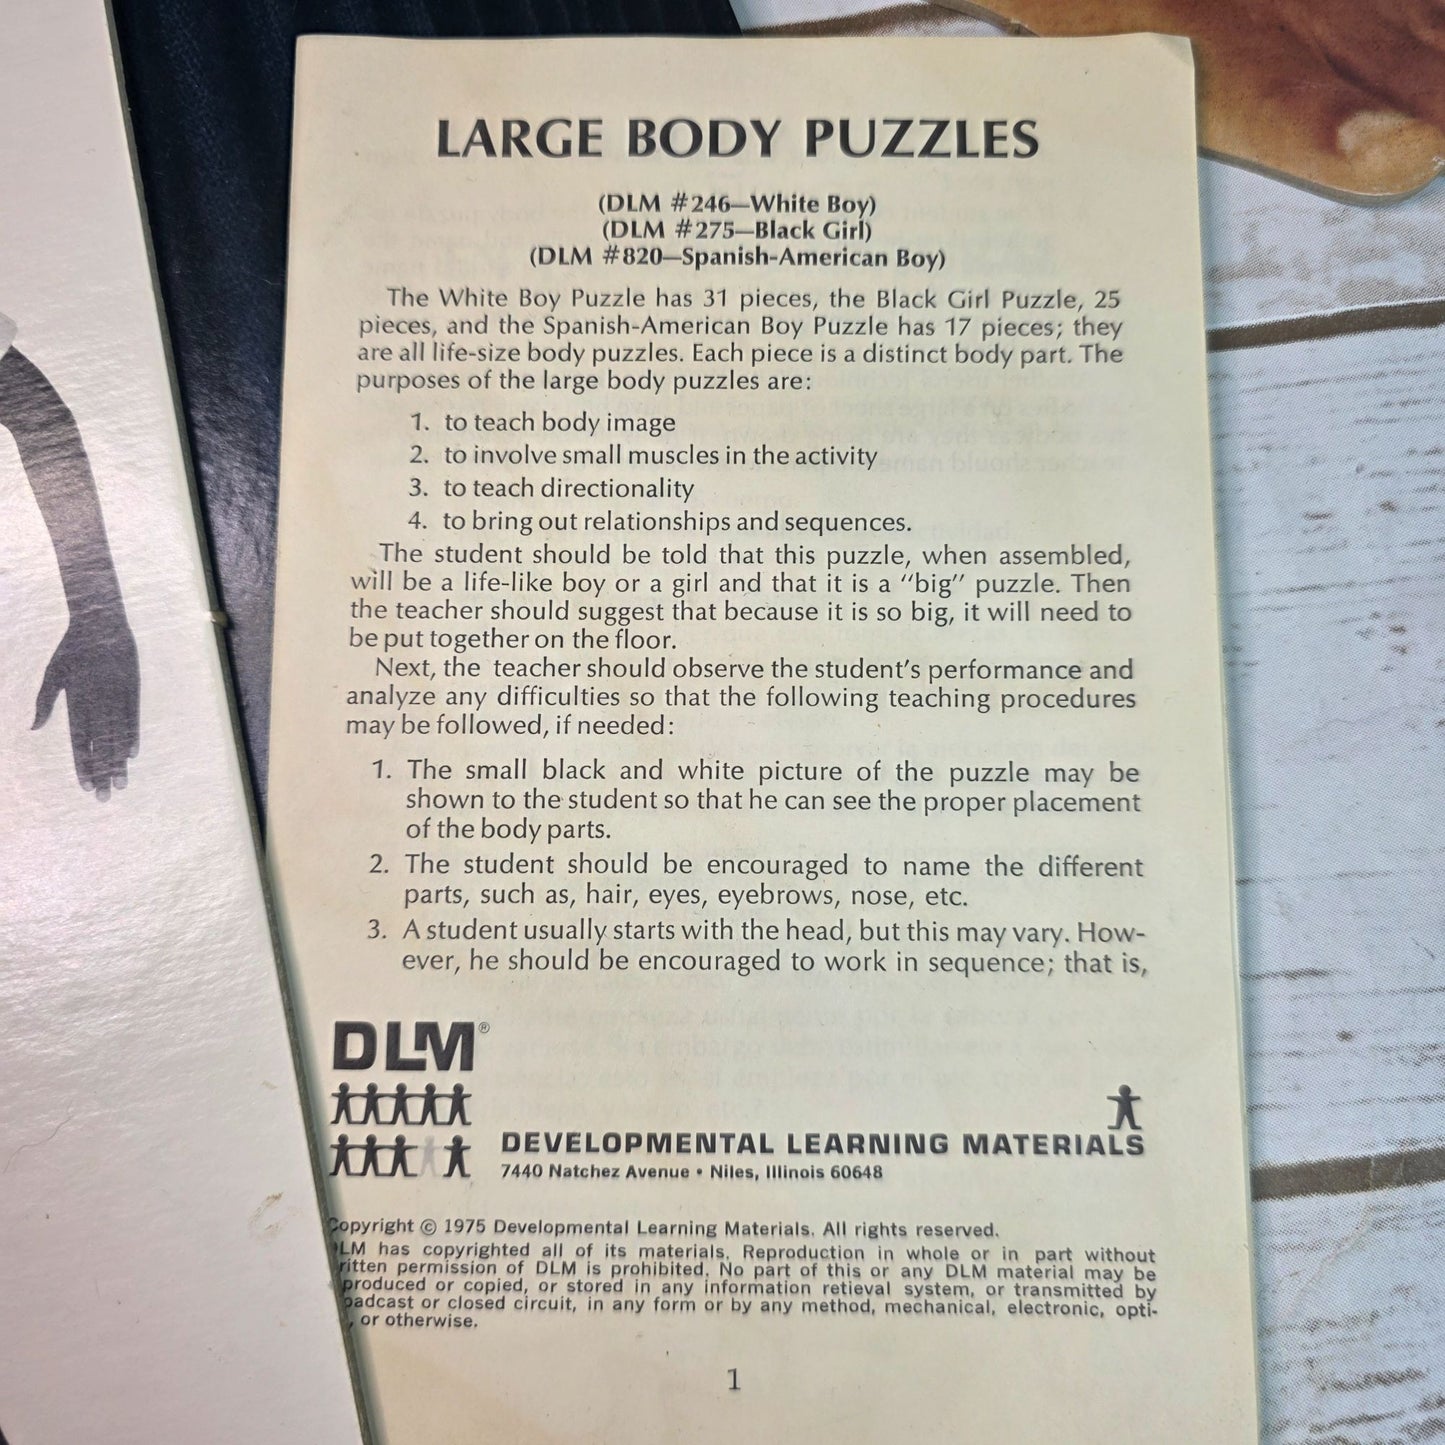 LARGE BODY PUZZLES
(DLM #246—White Boy)
(DLM #275—Black Girl)
(DLM #820—Spanish-American Boy)
The White Boy Puzzle has 31 pieces, the Black Girl Puzzle, 25
pieces, and the Spanish-American Boy Puzzle has 17 pieces; they
are all life-size body puzzles. Each piece is a distinct body part. The
purposes of the large body puzzles are:
1. to teach body image
2. to involve small muscles in the activity
3. to teach directionality
4. to bring out relationships and sequences.
The student should be told that this puzzle, when assembled,
will be a life-like boy or a girl and that it is a “big” puzzle. Then
the teacher should suggest that because it is so big, it will need to
be put together on the floor.
Next, the teacher should observe the student's performance and
analyze any difficulties so that the following teaching procedures
may be followed, if needed:
1. The small black and white picture of the puzzle may be
shown to the student so that he can see the proper placement
of the body parts.
2. The student should be encouraged to name the different
parts, such as, hair, eyes, eyebrows, nose, etc.
3. A student usually starts with the head, but this may vary. How-
ever, he should be encouraged to work in sequence; that is,
DLM®
DEVELOPMENTAL LEARNING MATERIALS
7440 Natchez Avenue • Niles, Illinois 60648
Copyright © 1975 Developmental Learning Materials. All rights reserved.
DLM has copyrighted all of its materials. Reproduction in whole or in part without
ritten permission of DLM is prohibited. No part of this or any DLM material may be
produced or copied, or stored in any information retieval system, or transmitted by
oadcast or closed circuit, in any form or by any method, mechanical, electronic, opti-
, or otherwise.
1